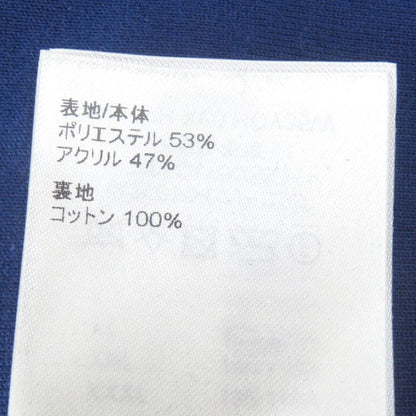 表地/本体
ポリエステル 53%
アクリル 47%
裏地
コットン 100%